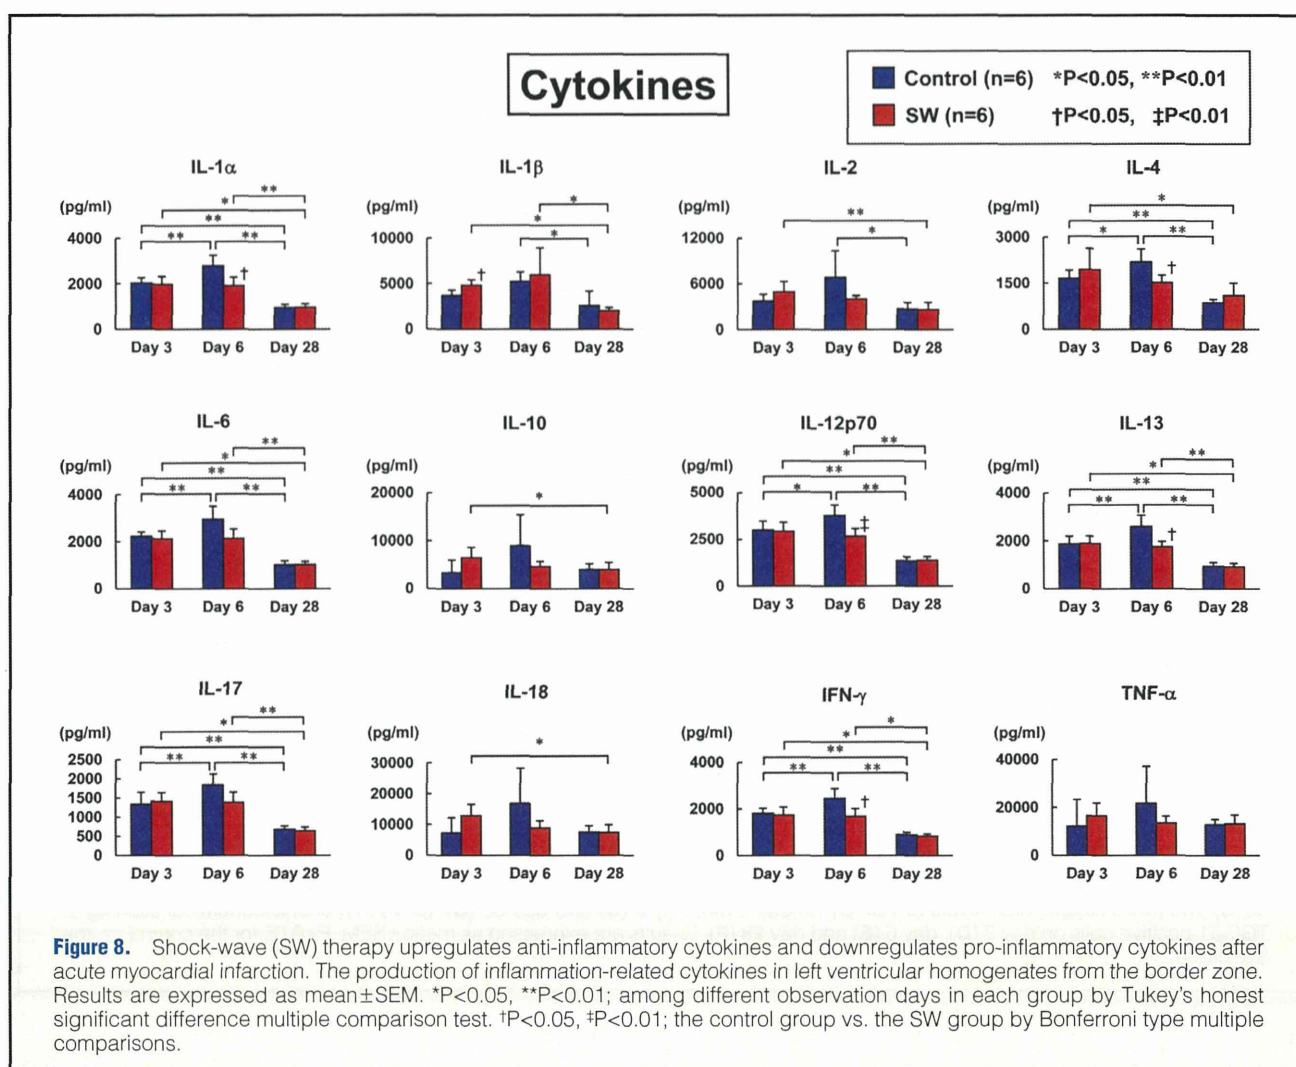 Cytokines
Control (n=6) *P<0.05, **P<0.01
SW (n=6) †P<0.05, ‡P<0.01
IL-1α
(pg/ml)
**
*
**
** **
†
4000
2000
0
Day 3 Day 6 Day 28
IL-1β
(pg/ml)
*
*
*
†
10000
5000
0
Day 3 Day 6 Day 28
IL-2
(pg/ml)
**
*
12000
6000
0
Day 3 Day 6 Day 28
IL-4
(pg/ml)
*
**
* **
†
3000
1500
0
Day 3 Day 6 Day 28
IL-6
(pg/ml)
**
*
**
** **
4000
2000
0
Day 3 Day 6 Day 28
IL-10
(pg/ml)
*
20000
10000
0
Day 3 Day 6 Day 28
IL-12p70
(pg/ml)
**
*
**
* **
‡
5000
2500
0
Day 3 Day 6 Day 28
IL-13
(pg/ml)
**
*
**
** **
†
4000
2000
0
Day 3 Day 6 Day 28
IL-17
(pg/ml)
**
*
**
** **
2500
2000
1500
1000
500
0
Day 3 Day 6 Day 28
IL-18
(pg/ml)
*
30000
20000
10000
0
Day 3 Day 6 Day 28
IFN-γ
(pg/ml)
*
*
**
** **
†
4000
2000
0
Day 3 Day 6 Day 28
TNF-α
(pg/ml)
40000
20000
0
Day 3 Day 6 Day 28
Figure 8. Shock-wave (SW) therapy upregulates anti-inflammatory cytokines and downregulates pro-inflammatory cytokines after
acute myocardial infarction. The production of inflammation-related cytokines in left ventricular homogenates from the border zone.
Results are expressed as mean±SEM. *P<0.05, **P<0.01; among different observation days in each group by Tukey's honest
significant difference multiple comparison test. †P<0.05, ‡P<0.01; the control group vs. the SW group by Bonferroni type multiple
comparisons.